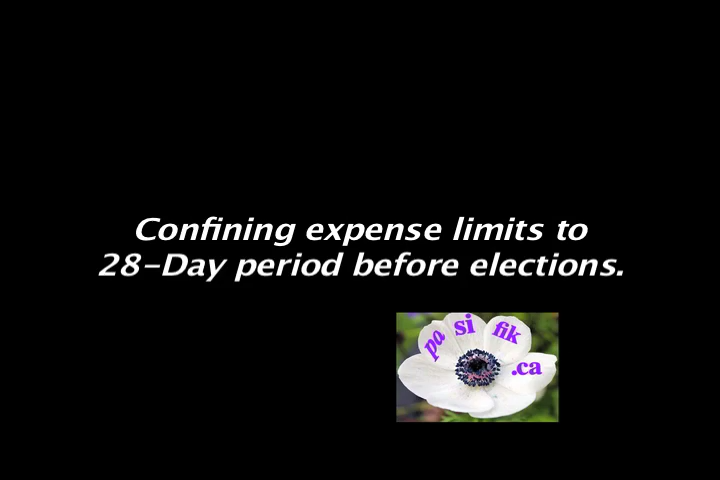 Confining expense limits to
28-Day period before elections.
pa si fik
.ca